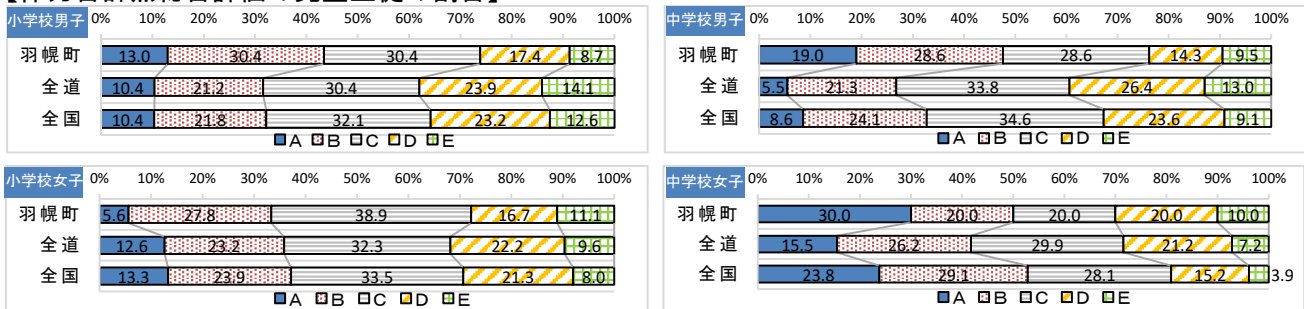 小学校男子
0% 10% 20% 30% 40% 50% 60% 70% 80% 90% 100%
羽幌町 13.0 30.4 30.4 17.4 8.7
全道 10.4 21.2 30.4 23.9 14.1
全国 10.4 21.8 32.1 23.2 12.6
A B C D E
中学校男子
0% 10% 20% 30% 40% 50% 60% 70% 80% 90% 100%
羽幌町 19.0 28.6 28.6 14.3 9.5
全道 5.5 21.3 33.8 26.4 13.0
全国 8.6 24.1 34.6 23.6 9.1
A B C D E
小学校女子
0% 10% 20% 30% 40% 50% 60% 70% 80% 90% 100%
羽幌町 5.6 27.8 38.9 16.7 11.1
全道 12.6 23.2 32.3 22.2 9.6
全国 13.3 23.9 33.5 21.3 8.0
A B C D E
中学校女子
0% 10% 20% 30% 40% 50% 60% 70% 80% 90% 100%
羽幌町 30.0 20.0 20.0 20.0 10.0
全道 15.5 26.2 29.9 21.2 7.2
全国 23.8 29.1 28.1 15.2 3.9
A B C D E